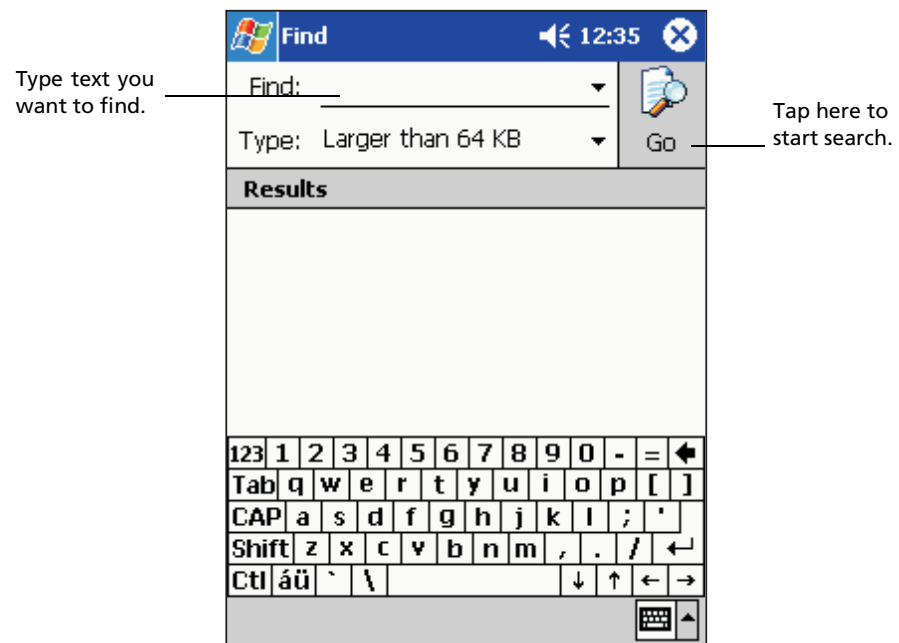 Find 12:35
Type text you
want to find.
Find:
Type: Larger than 64 KB
Go
Tap here to
start search.
Results
123 1 2 3 4 5 6 7 8 9 0 - =
Tab q w e r t y u i o p [ ]
CAP a s d f g h j k l ; '
Shift z x c v b n m , . /
Ctl áü ` \ ↓ ↑ ← →